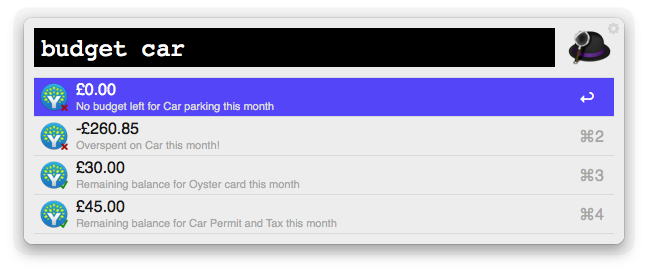 budget car
£0.00
No budget left for Car parking this month
↩
-£260.85
Overspent on Car this month!
⌘2
£30.00
Remaining balance for Oyster card this month
⌘3
£45.00
Remaining balance for Car Permit and Tax this month
⌘4